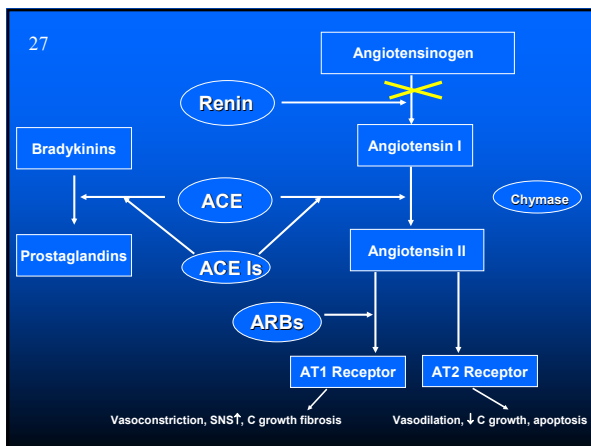 27
Angiotensinogen
Renin
Angiotensin I
Bradykinins
ACE
Chymase
Prostaglandins
ACE Is
Angiotensin II
ARBs
AT1 Receptor
AT2 Receptor
Vasoconstriction, SNS↑, C growth fibrosis
Vasodilation, ↓ C growth, apoptosis